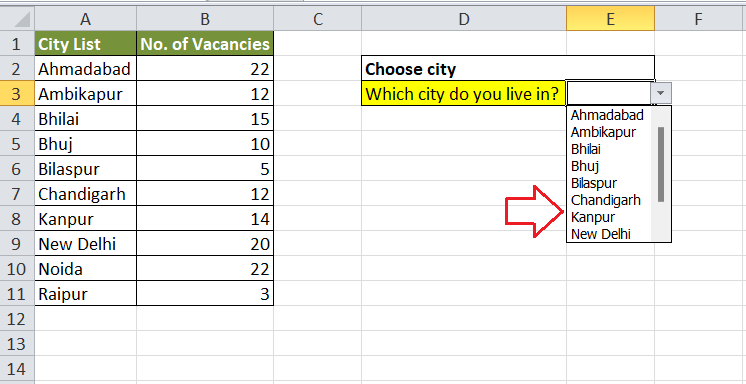 A B C D E F
1 City List No. of Vacancies
2 Ahmadabad 22 Choose city
3 Ambikapur 12 Which city do you live in?
4 Bhilai 15 Ahmadabad
5 Bhuj 10 Ambikapur
6 Bilaspur 5 Bhilai
7 Chandigarh 12 Bhuj
8 Kanpur 14 Bilaspur
9 New Delhi 20 Chandigarh
10 Noida 22 Kanpur
11 Raipur 3 New Delhi
12
13
14